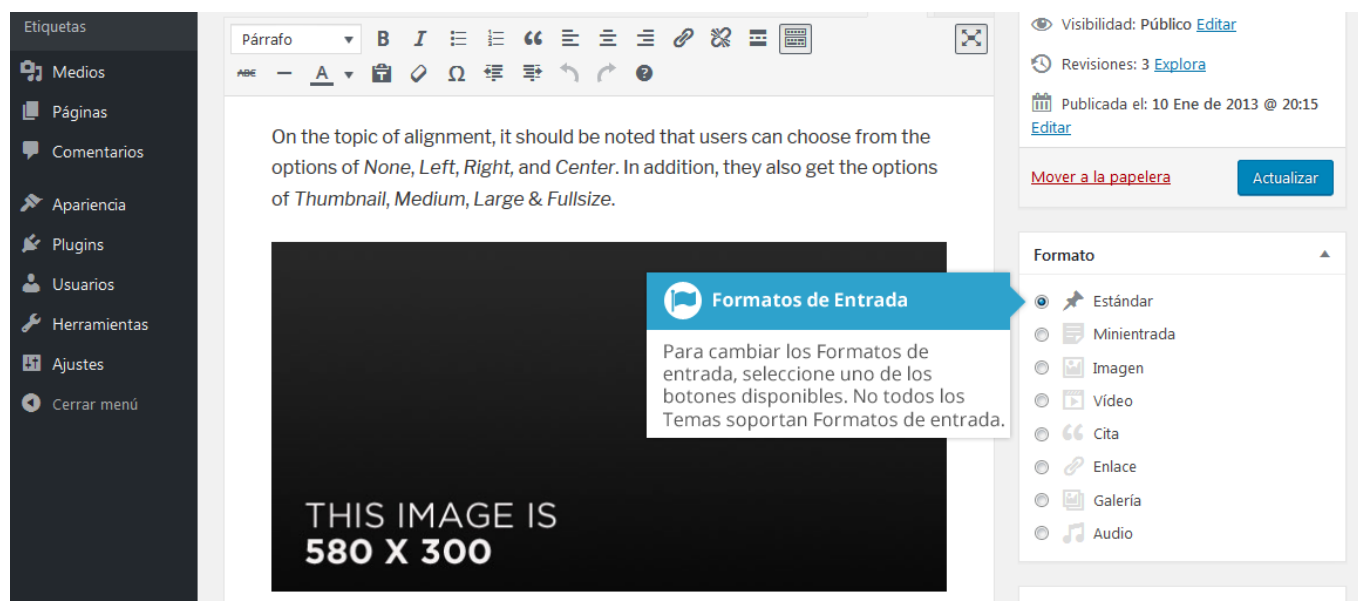 Etiquetas
Medios
Páginas
Comentarios
Apariencia
Plugins
Usuarios
Herramientas
Ajustes
Cerrar menú
Párrafo
B I
ABC A Ω
On the topic of alignment, it should be noted that users can choose from the
options of None, Left, Right, and Center. In addition, they also get the options
of Thumbnail, Medium, Large & Fullsize.
THIS IMAGE IS
580 X 300
Formatos de Entrada
Para cambiar los Formatos de
entrada, seleccione uno de los
botones disponibles. No todos los
Temas soportan Formatos de entrada.
Visibilidad: Público Editar
Revisiones: 3 Explora
Publicada el: 10 Ene de 2013 @ 20:15
Editar
Mover a la papelera
Actualizar
Formato
Estándar
Minientrada
Imagen
Vídeo
Cita
Enlace
Galería
Audio